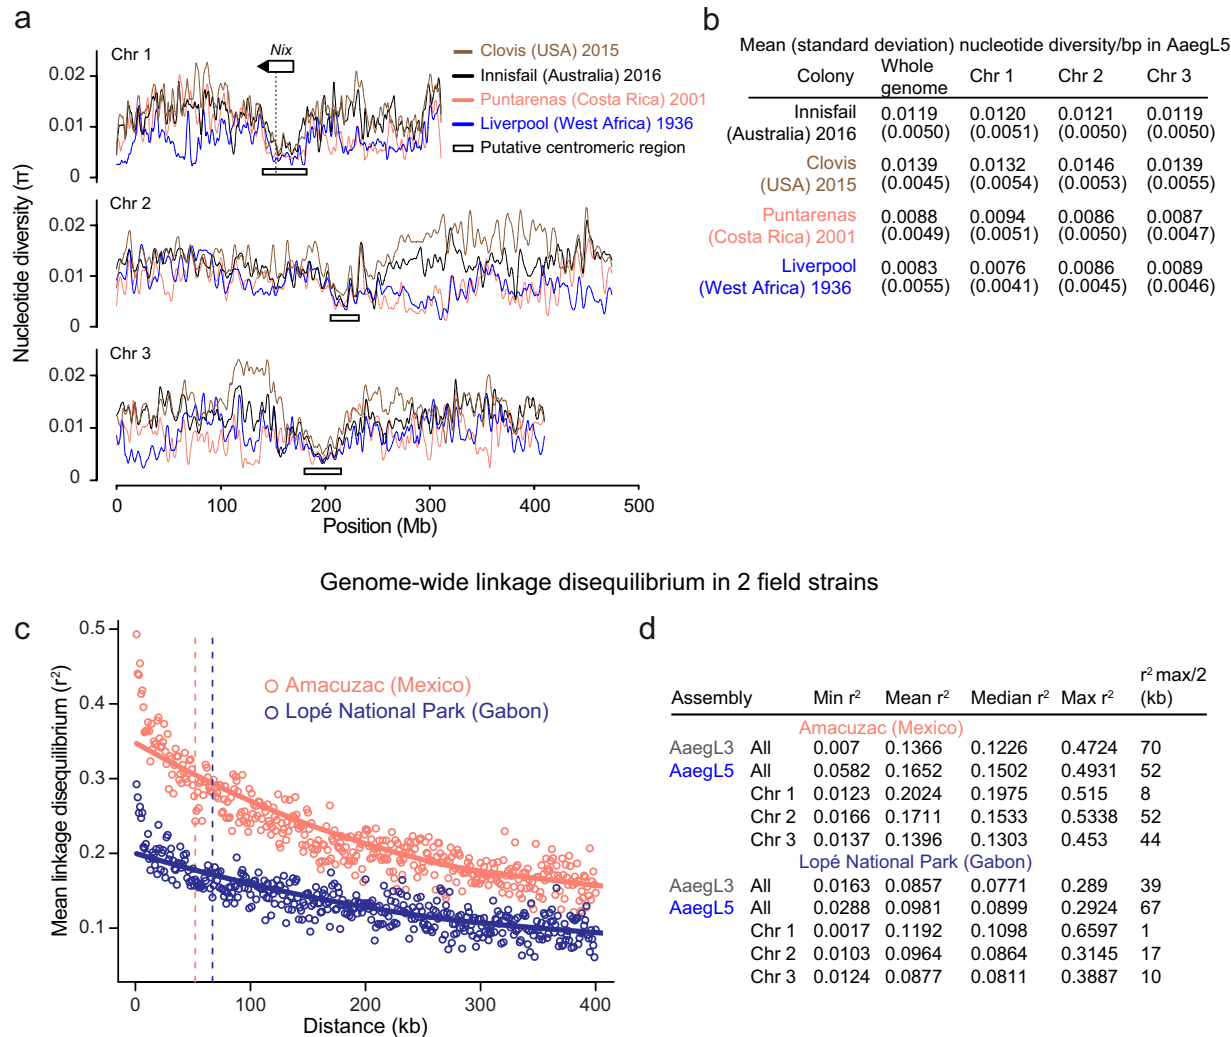 a
Chr 1
Nix
Clovis (USA) 2015
Innisfail (Australia) 2016
Puntarenas (Costa Rica) 2001
Liverpool (West Africa) 1936
Putative centromeric region
0.02
0.01
0
Chr 2
0.02
0.01
0
Chr 3
0.02
0.01
0
Nucleotide diversity (π)
0 100 200 300 400 500
Position (Mb)
b
Mean (standard deviation) nucleotide diversity/bp in AaegL5
Colony Whole genome Chr 1 Chr 2 Chr 3
Innisfail 0.0119 0.0120 0.0121 0.0119
(Australia) 2016 (0.0050) (0.0051) (0.0050) (0.0050)
Clovis 0.0139 0.0132 0.0146 0.0139
(USA) 2015 (0.0045) (0.0054) (0.0053) (0.0055)
Puntarenas 0.0088 0.0094 0.0086 0.0087
(Costa Rica) 2001 (0.0049) (0.0051) (0.0050) (0.0047)
Liverpool 0.0083 0.0076 0.0086 0.0089
(West Africa) 1936 (0.0055) (0.0041) (0.0045) (0.0046)
Genome-wide linkage disequilibrium in 2 field strains
c
0.5
0.4
0.3
0.2
0.1
Mean linkage disequilibrium (r²)
Amacuzac (Mexico)
Lopé National Park (Gabon)
0 100 200 300 400
Distance (kb)
d
Assembly Min r² Mean r² Median r² Max r² r² max/2 (kb)
Amacuzac (Mexico)
AaegL3 All 0.007 0.1366 0.1226 0.4724 70
AaegL5 All 0.0582 0.1652 0.1502 0.4931 52
Chr 1 0.0123 0.2024 0.1975 0.515 8
Chr 2 0.0166 0.1711 0.1533 0.5338 52
Chr 3 0.0137 0.1396 0.1303 0.453 44
Lopé National Park (Gabon)
AaegL3 All 0.0163 0.0857 0.0771 0.289 39
AaegL5 All 0.0288 0.0981 0.0899 0.2924 67
Chr 1 0.0017 0.1192 0.1098 0.6597 1
Chr 2 0.0103 0.0964 0.0864 0.3145 17
Chr 3 0.0124 0.0877 0.0811 0.3887 10